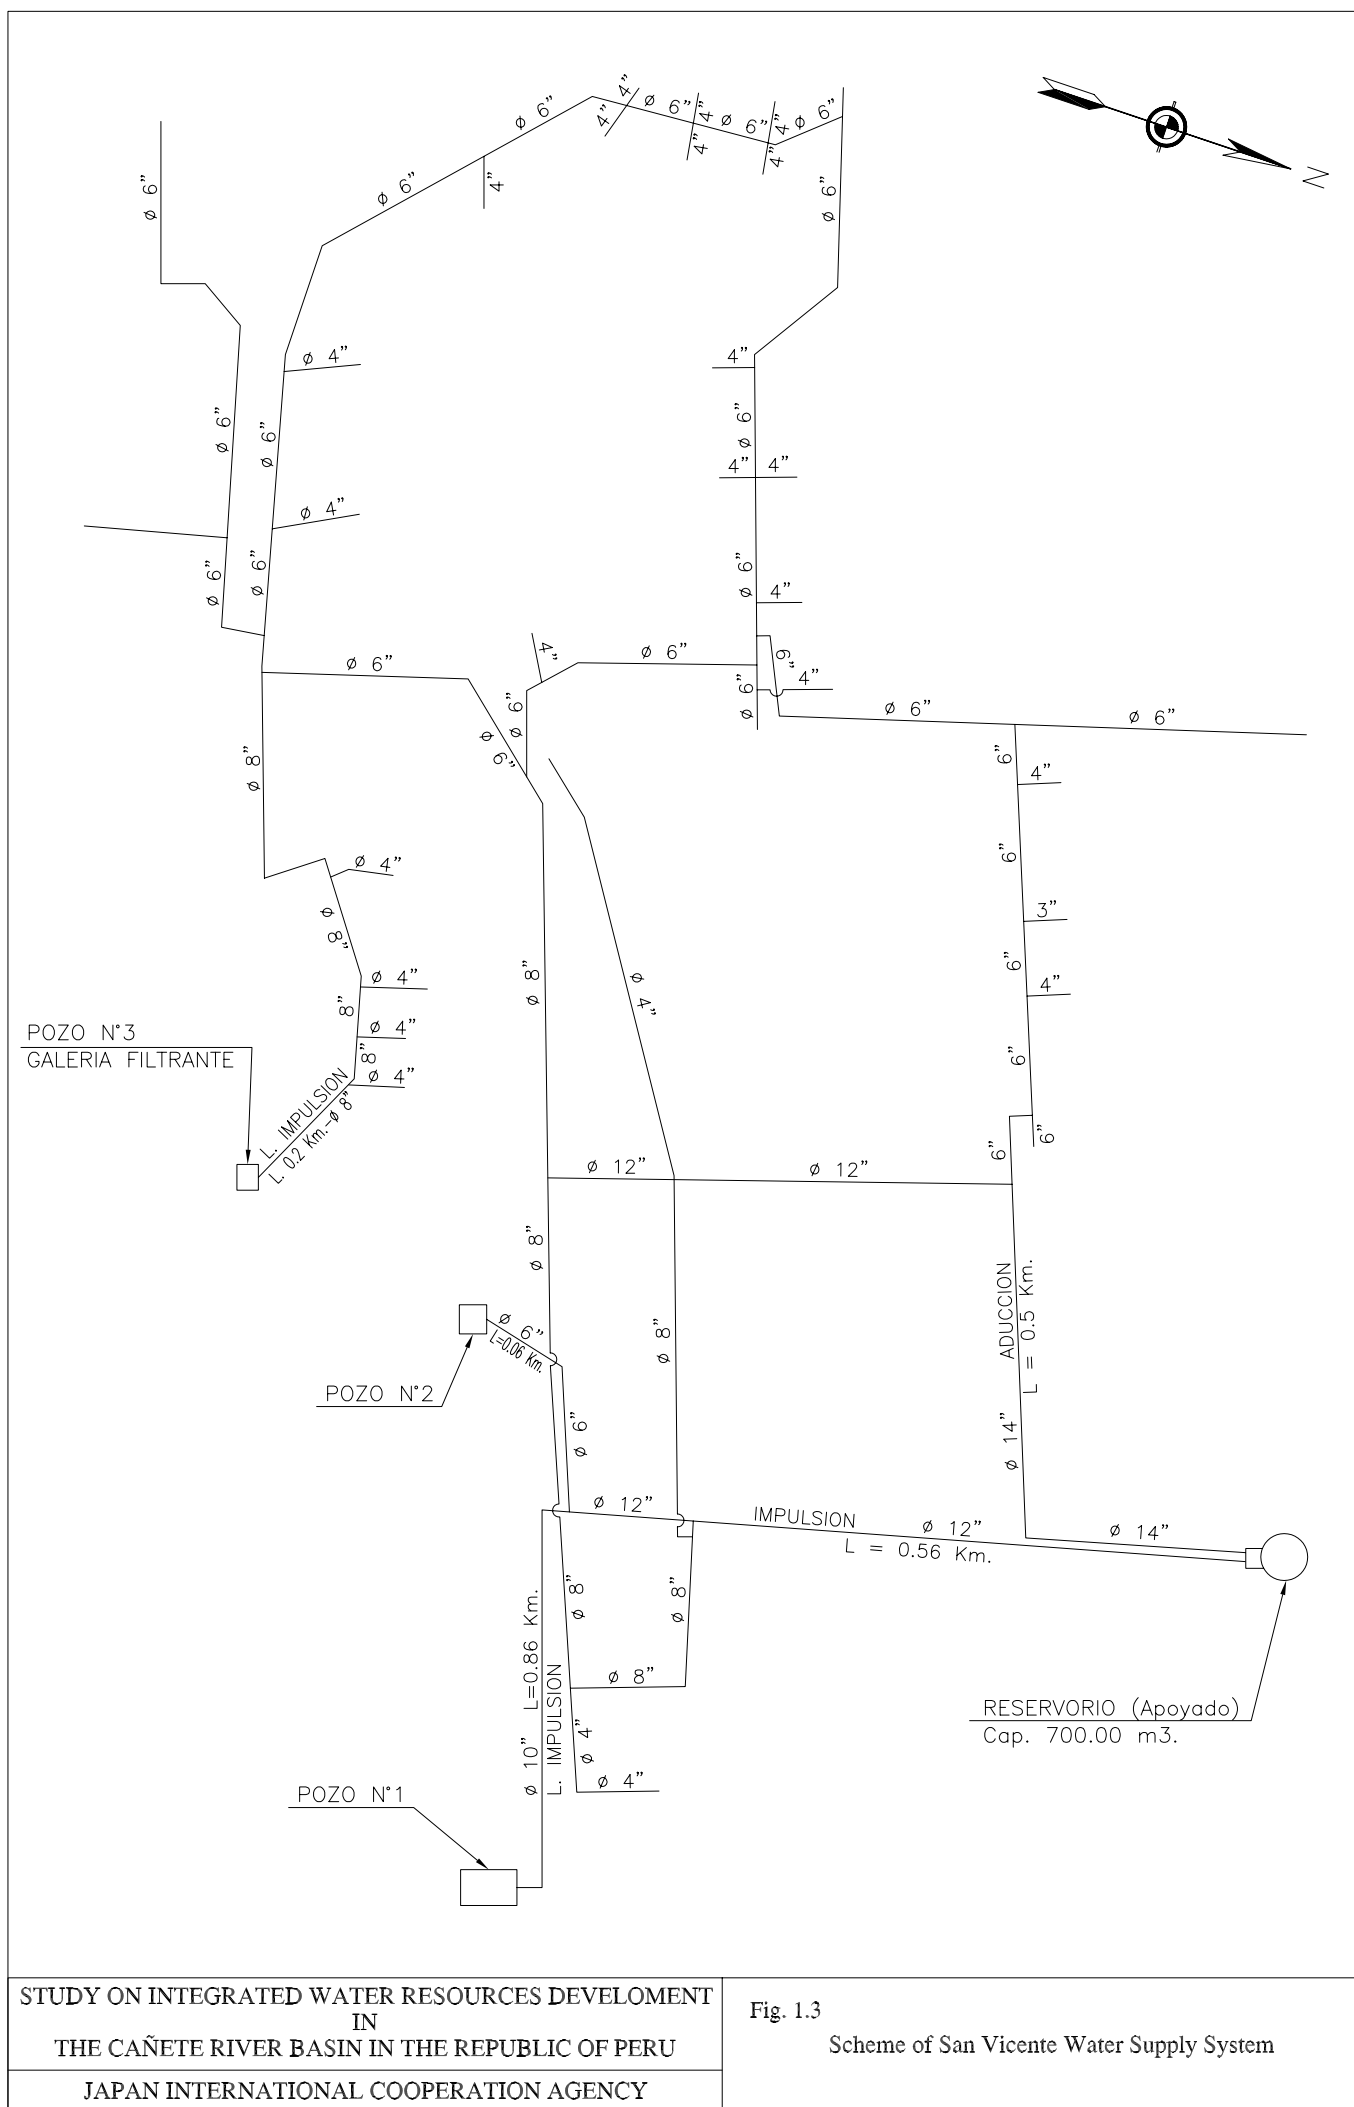 4"
4"
ø 6"
ø 6"
4"
4"
ø 6"
4"
4"
ø 6"
ø 6"
4"
ø 6"
ø 6"
ø 6"
N
ø 4"
4"
ø 6"
ø 6"
ø 6"
4"
4"
ø 4"
ø 6"
ø 6"
ø 6"
4"
ø 6"
4"
ø 6"
6"
4"
ø 6"
ø 6"
ø 6"
ø 6"
ø 6"
ø 8"
6"
4"
ø 4"
6"
3"
ø 8"
ø 8"
ø 4"
6"
4"
ø 4"
8"
ø 4"
8"
ø 4"
6"
POZO N°3
GALERIA FILTRANTE
L. IMPULSION
L. 0.2 Km.-ø 8"
6"
6"
ø 12"
ø 12"
ø 8"
ø 6"
L=0.06 Km.
ø 8"
ADUCCION
L = 0.5 Km.
POZO N°2
ø 6"
ø 14"
ø 12"
IMPULSION
ø 12"
L = 0.56 Km.
ø 14"
ø 8"
ø 8"
ø 10" L=0.86 Km.
L. IMPULSION
ø 8"
ø 4"
ø 4"
RESERVORIO (Apoyado)
Cap. 700.00 m3.
POZO N°1
STUDY ON INTEGRATED WATER RESOURCES DEVELOMENT
IN
THE CAÑETE RIVER BASIN IN THE REPUBLIC OF PERU
JAPAN INTERNATIONAL COOPERATION AGENCY
Fig. 1.3
Scheme of San Vicente Water Supply System